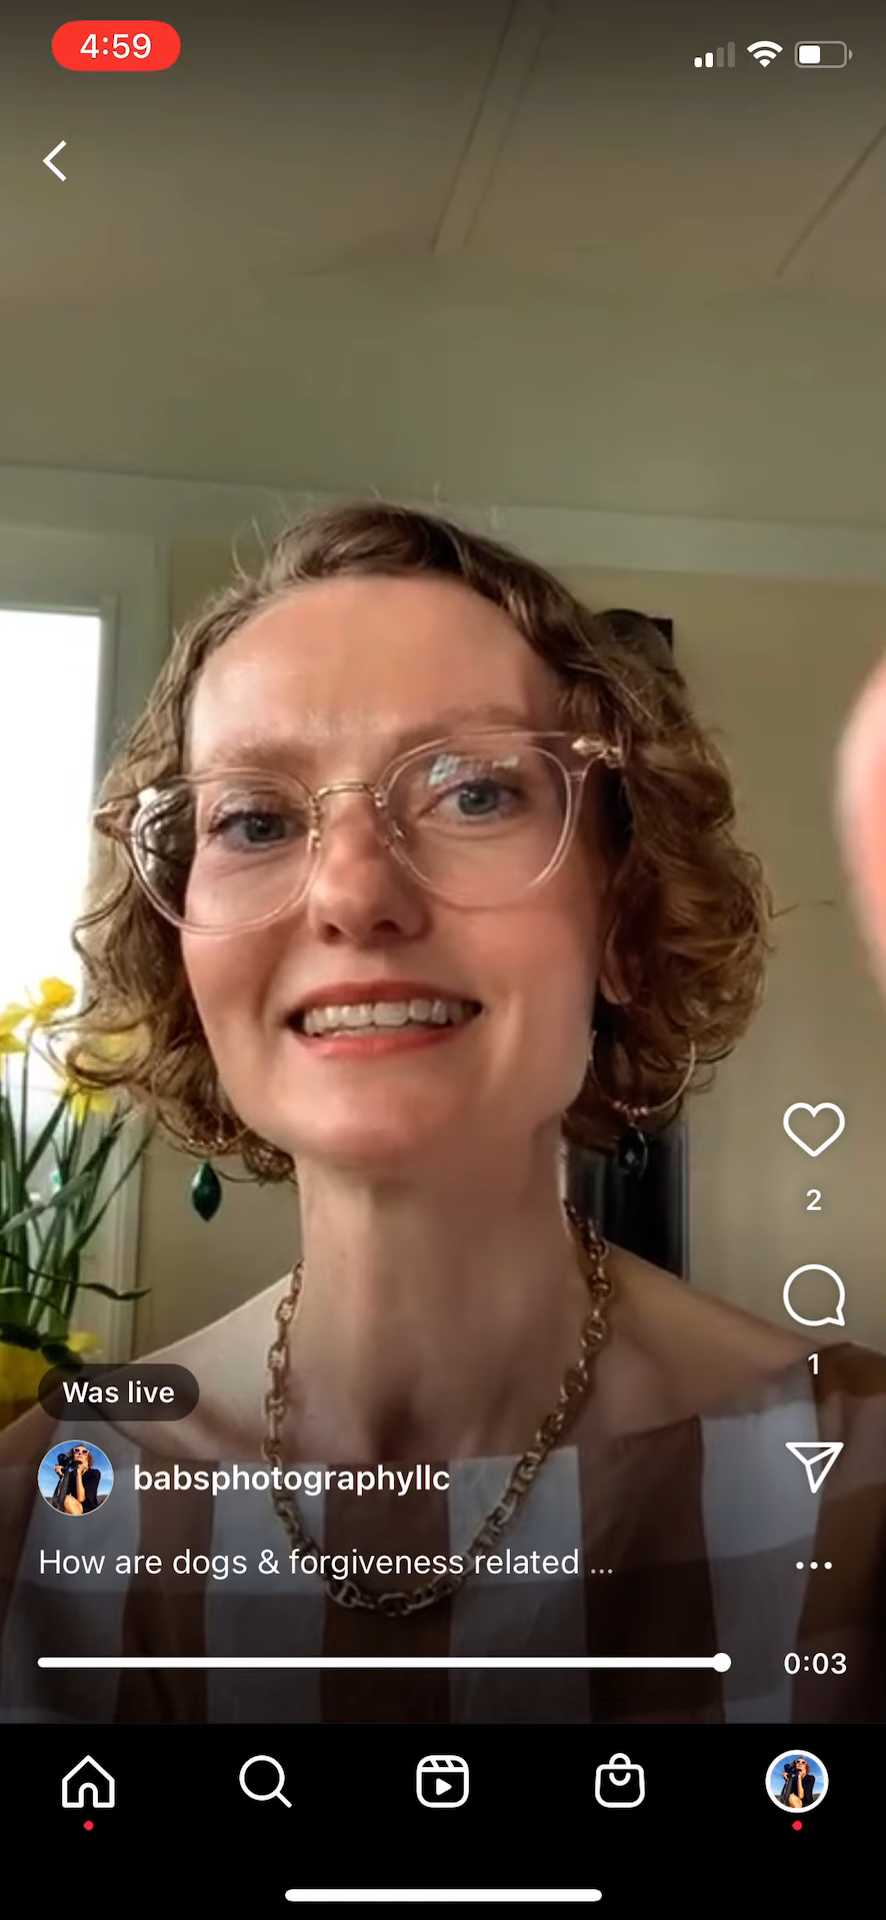 4:59
2
1
Was live
babsphotographyllc
How are dogs & forgiveness related ...
0:03